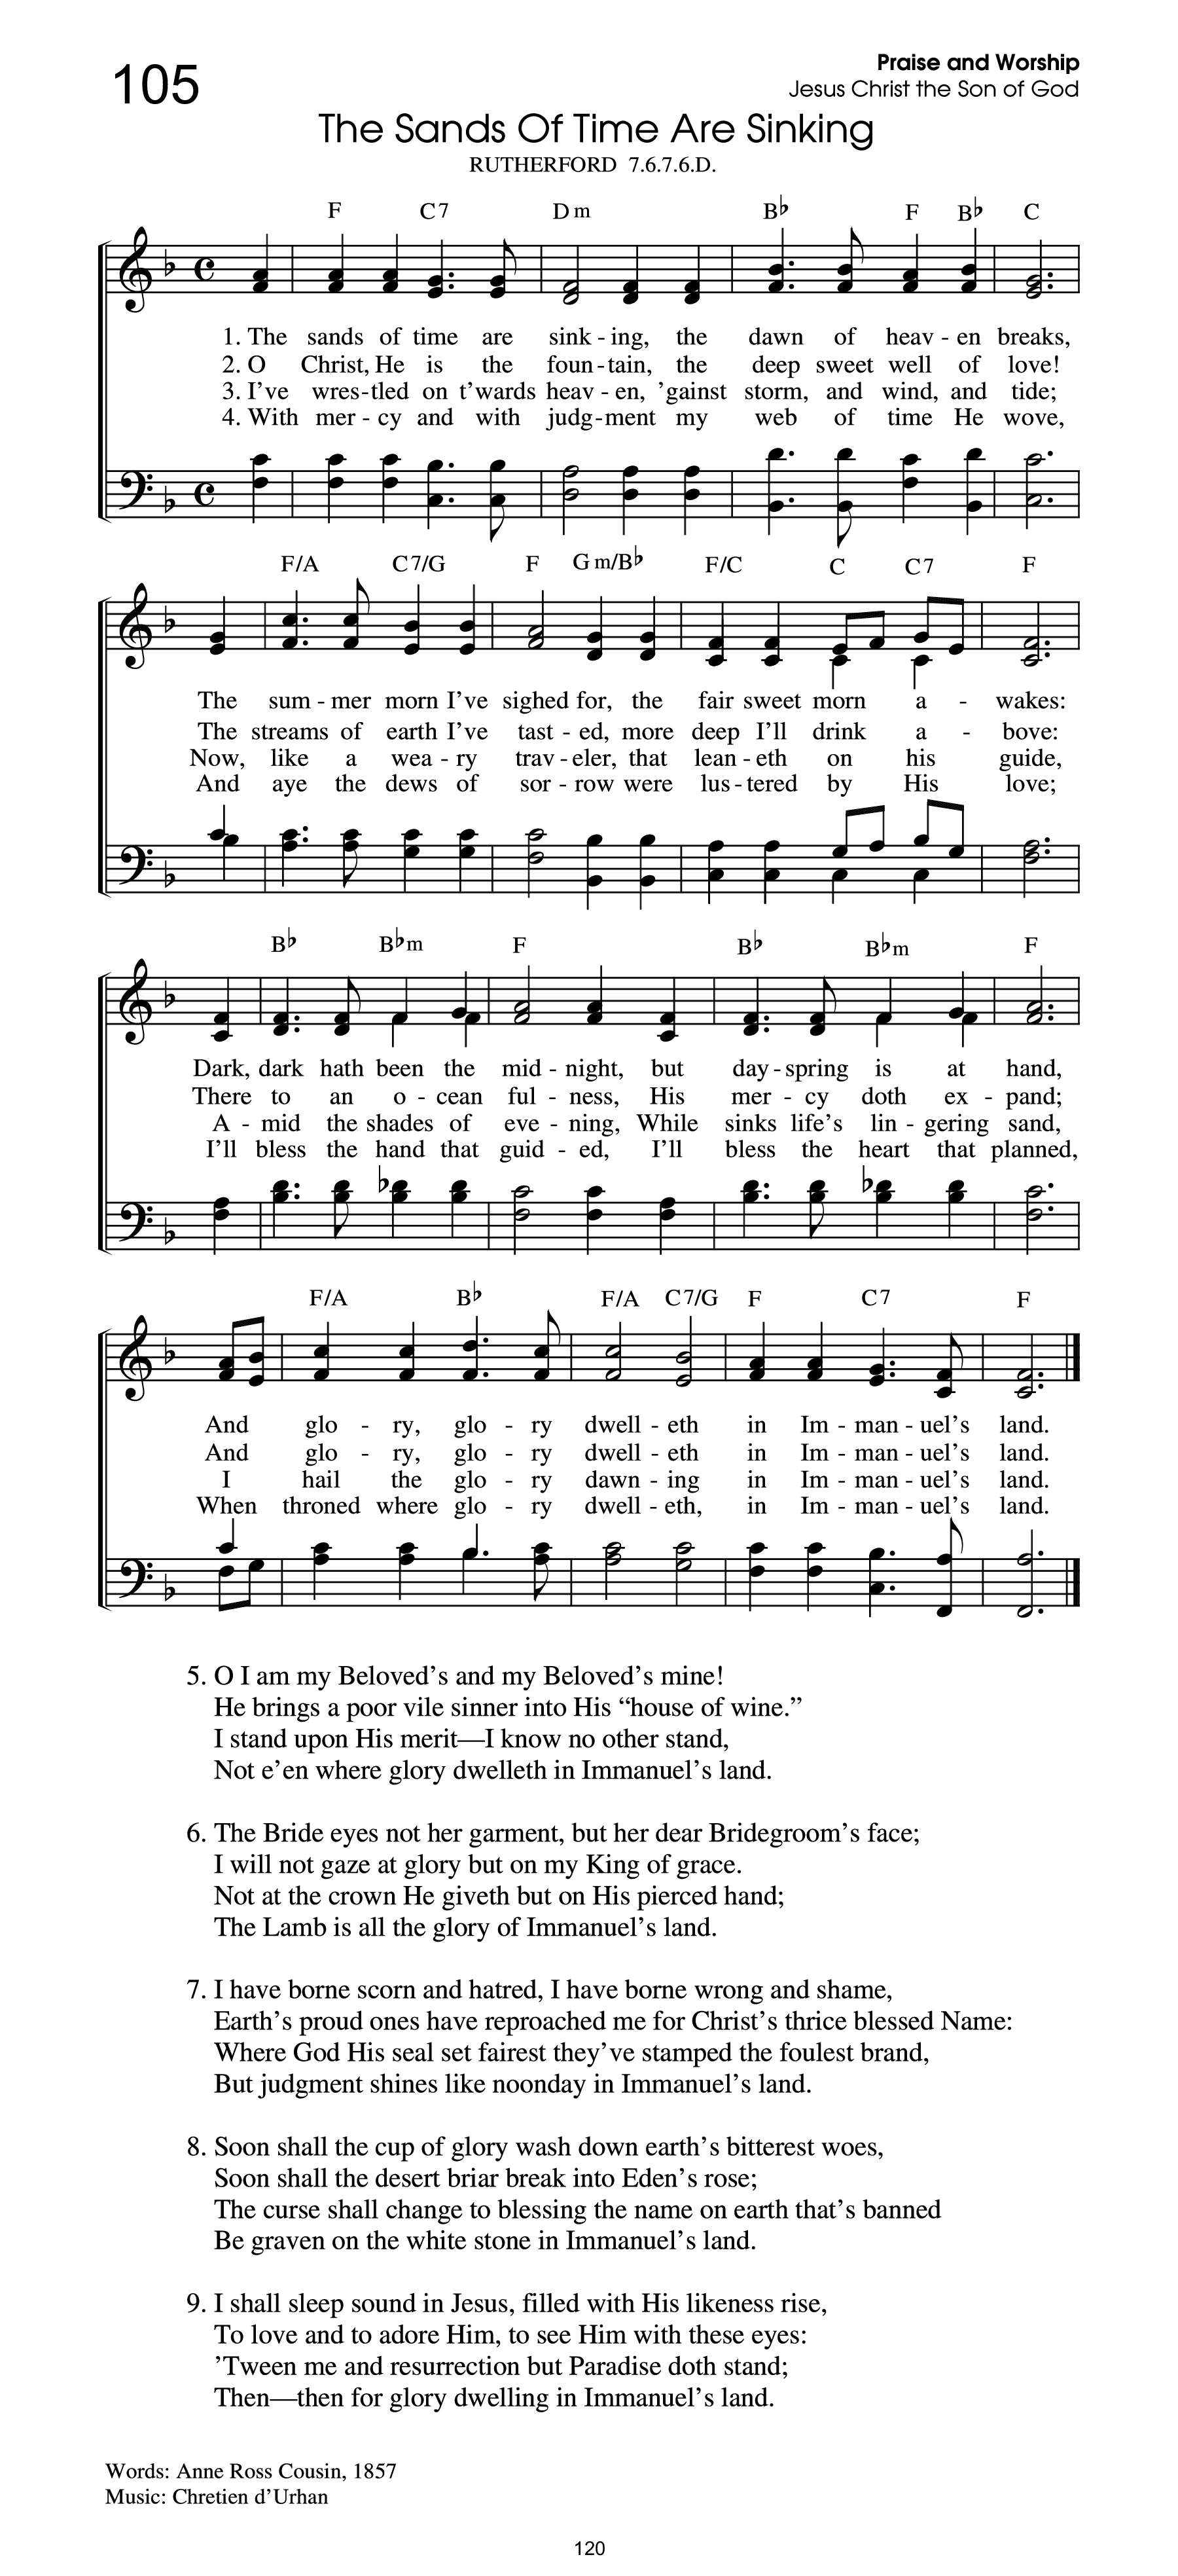 105
Praise and Worship
Jesus Christ the Son of God
The Sands Of Time Are Sinking
RUTHERFORD 7.6.7.6.D.
F C7 Dm B♭ F B♭ C
1. The sands of time are sink - ing, the dawn of heav - en breaks,
2. O Christ, He is the foun - tain, the deep sweet well of love!
3. I’ve wres - tled on t’wards heav - en, ’gainst storm, and wind, and tide;
4. With mer - cy and with judg - ment my web of time He wove,
F/A C7/G F Gm/B♭ F/C C C7 F
The sum - mer morn I’ve sighed for, the fair sweet morn a - wakes:
The streams of earth I’ve tast - ed, more deep I’ll drink a - bove:
Now, like a wea - ry trav - eler, that lean - eth on his guide,
And aye the dews of sor - row were lus - tered by His love;
B♭ B♭m F B♭ B♭m F
Dark, dark hath been the mid - night, but day - spring is at hand,
There to an o - cean ful - ness, His mer - cy doth ex - pand;
A - mid the shades of eve - ning, While sinks life’s lin - gering sand,
I’ll bless the hand that guid - ed, I’ll bless the heart that planned,
F/A B♭ F/A C7/G F C7 F
And glo - ry, glo - ry dwell - eth in Im - man - uel’s land.
And glo - ry, glo - ry dwell - eth in Im - man - uel’s land.
I hail the glo - ry dawn - ing in Im - man - uel’s land.
When throned where glo - ry dwell - eth, in Im - man - uel’s land.
5. O I am my Beloved’s and my Beloved’s mine!
He brings a poor vile sinner into His “house of wine.”
I stand upon His merit—I know no other stand,
Not e’en where glory dwelleth in Immanuel’s land.
6. The Bride eyes not her garment, but her dear Bridegroom’s face;
I will not gaze at glory but on my King of grace.
Not at the crown He giveth but on His pierced hand;
The Lamb is all the glory of Immanuel’s land.
7. I have borne scorn and hatred, I have borne wrong and shame,
Earth’s proud ones have reproached me for Christ’s thrice blessed Name:
Where God His seal set fairest they’ve stamped the foulest brand,
But judgment shines like noonday in Immanuel’s land.
8. Soon shall the cup of glory wash down earth’s bitterest woes,
Soon shall the desert briar break into Eden’s rose;
The curse shall change to blessing the name on earth that’s banned
Be graven on the white stone in Immanuel’s land.
9. I shall sleep sound in Jesus, filled with His likeness rise,
To love and to adore Him, to see Him with these eyes:
’Tween me and resurrection but Paradise doth stand;
Then—then for glory dwelling in Immanuel’s land.
Words: Anne Ross Cousin, 1857
Music: Chretien d’Urhan
120